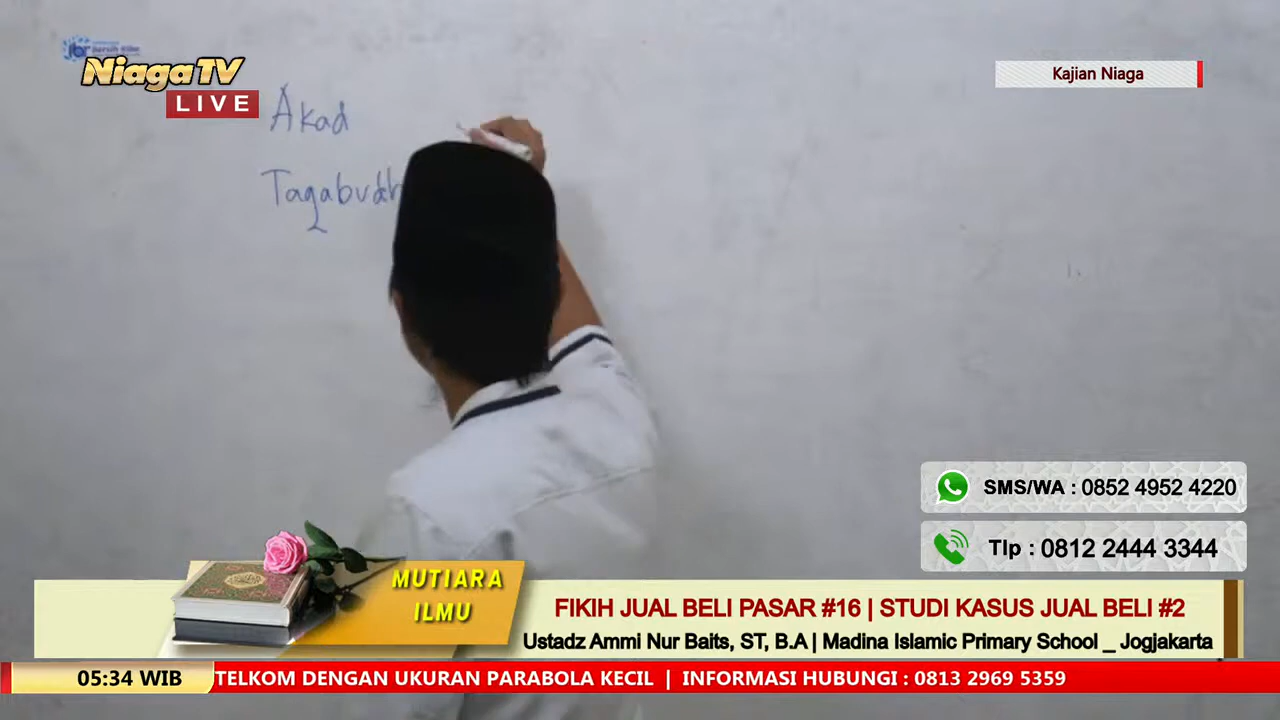 NiagaTV
LIVE
Kajian Niaga
Akad
Taqabudh
SMS/WA : 0852 4952 4220
Tlp : 0812 2444 3344
MUTIARA
ILMU
FIKIH JUAL BELI PASAR #16 | STUDI KASUS JUAL BELI #2
Ustadz Ammi Nur Baits, ST, B.A | Madina Islamic Primary School _ Jogjakarta
05:34 WIB
TELKOM DENGAN UKURAN PARABOLA KECIL | INFORMASI HUBUNGI : 0813 2969 5359